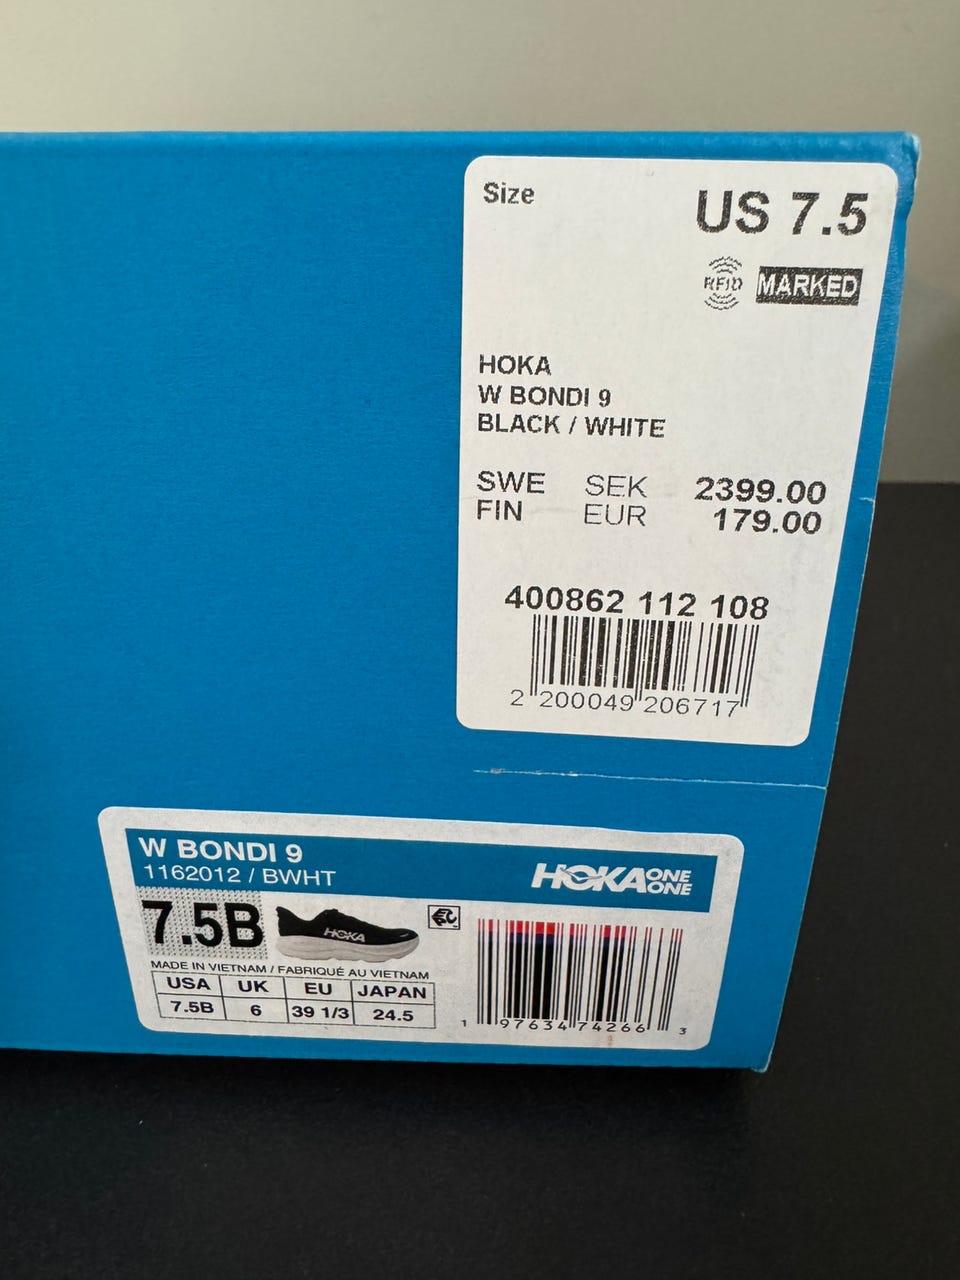 Size
US 7.5
RFID MARKED
HOKA
W BONDI 9
BLACK / WHITE
SWE SEK 2399.00
FIN EUR 179.00
400862 112 108
2 200049 206717
W BONDI 9
1162012 / BWHT
HOKA ONE ONE
7.5B
HOKA
MADE IN VIETNAM / FABRIQUÉ AU VIETNAM
USA UK EU JAPAN
7.5B 6 39 1/3 24.5
1 97634 74266 3